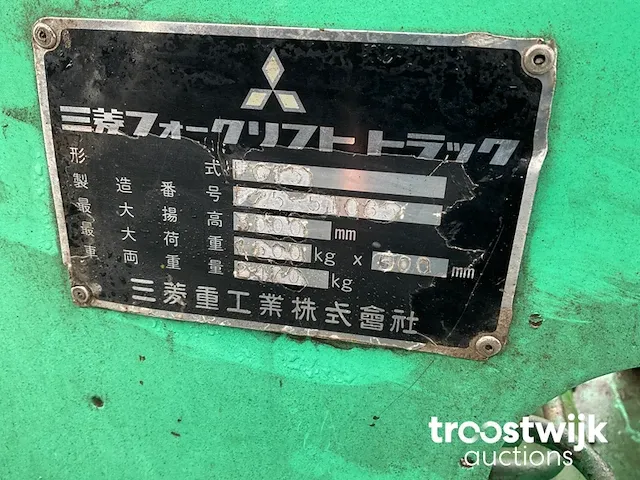 三菱フォークリフト トラック
形式
製造番号
最大揚高 mm
最大荷重 kg x 500 mm
車両重量 kg
三菱重工業株式會社
troostwijk
auctions